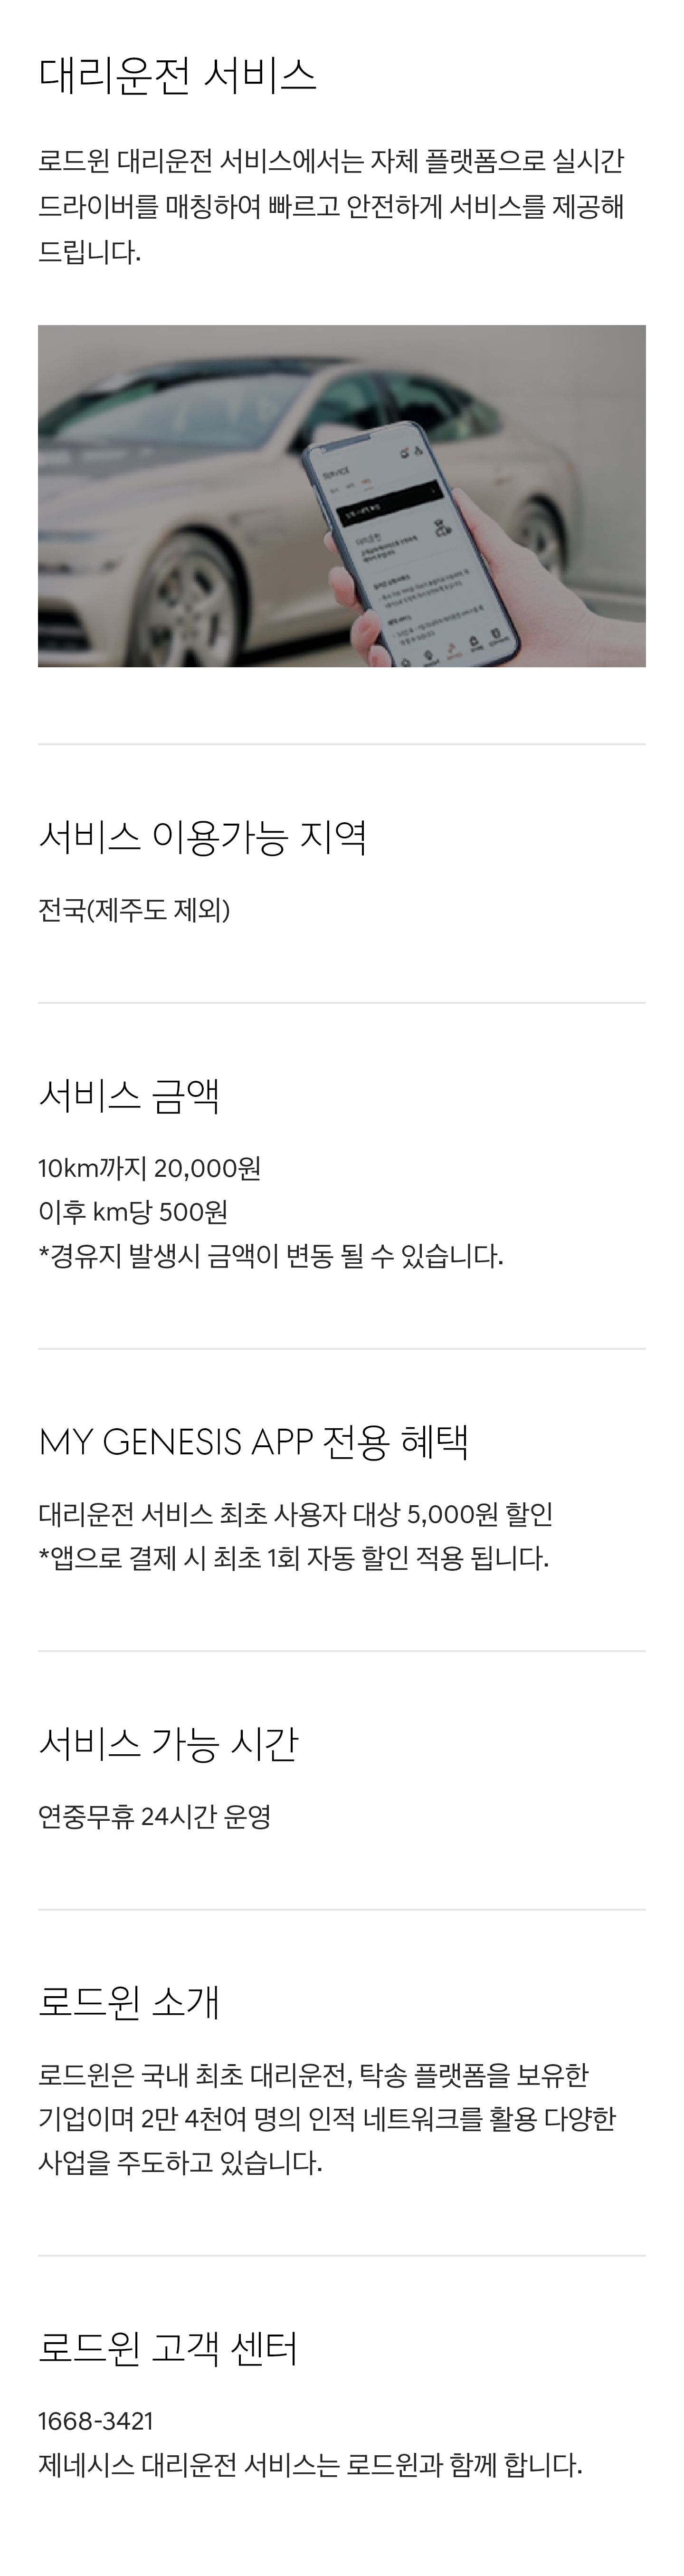 대리운전 서비스
로드윈 대리운전 서비스에서는 자체 플랫폼으로 실시간
드라이버를 매칭하여 빠르고 안전하게 서비스를 제공해
드립니다.
SERVICE
서비스 이용가능 지역
전국(제주도 제외)
서비스 금액
10km까지 20,000원
이후 km당 500원
*경유지 발생시 금액이 변동 될 수 있습니다.
MY GENESIS APP 전용 혜택
대리운전 서비스 최초 사용자 대상 5,000원 할인
*앱으로 결제 시 최초 1회 자동 할인 적용 됩니다.
서비스 가능 시간
연중무휴 24시간 운영
로드윈 소개
로드윈은 국내 최초 대리운전, 탁송 플랫폼을 보유한
기업이며 2만 4천여 명의 인적 네트워크를 활용 다양한
사업을 주도하고 있습니다.
로드윈 고객 센터
1668-3421
제네시스 대리운전 서비스는 로드윈과 함께 합니다.